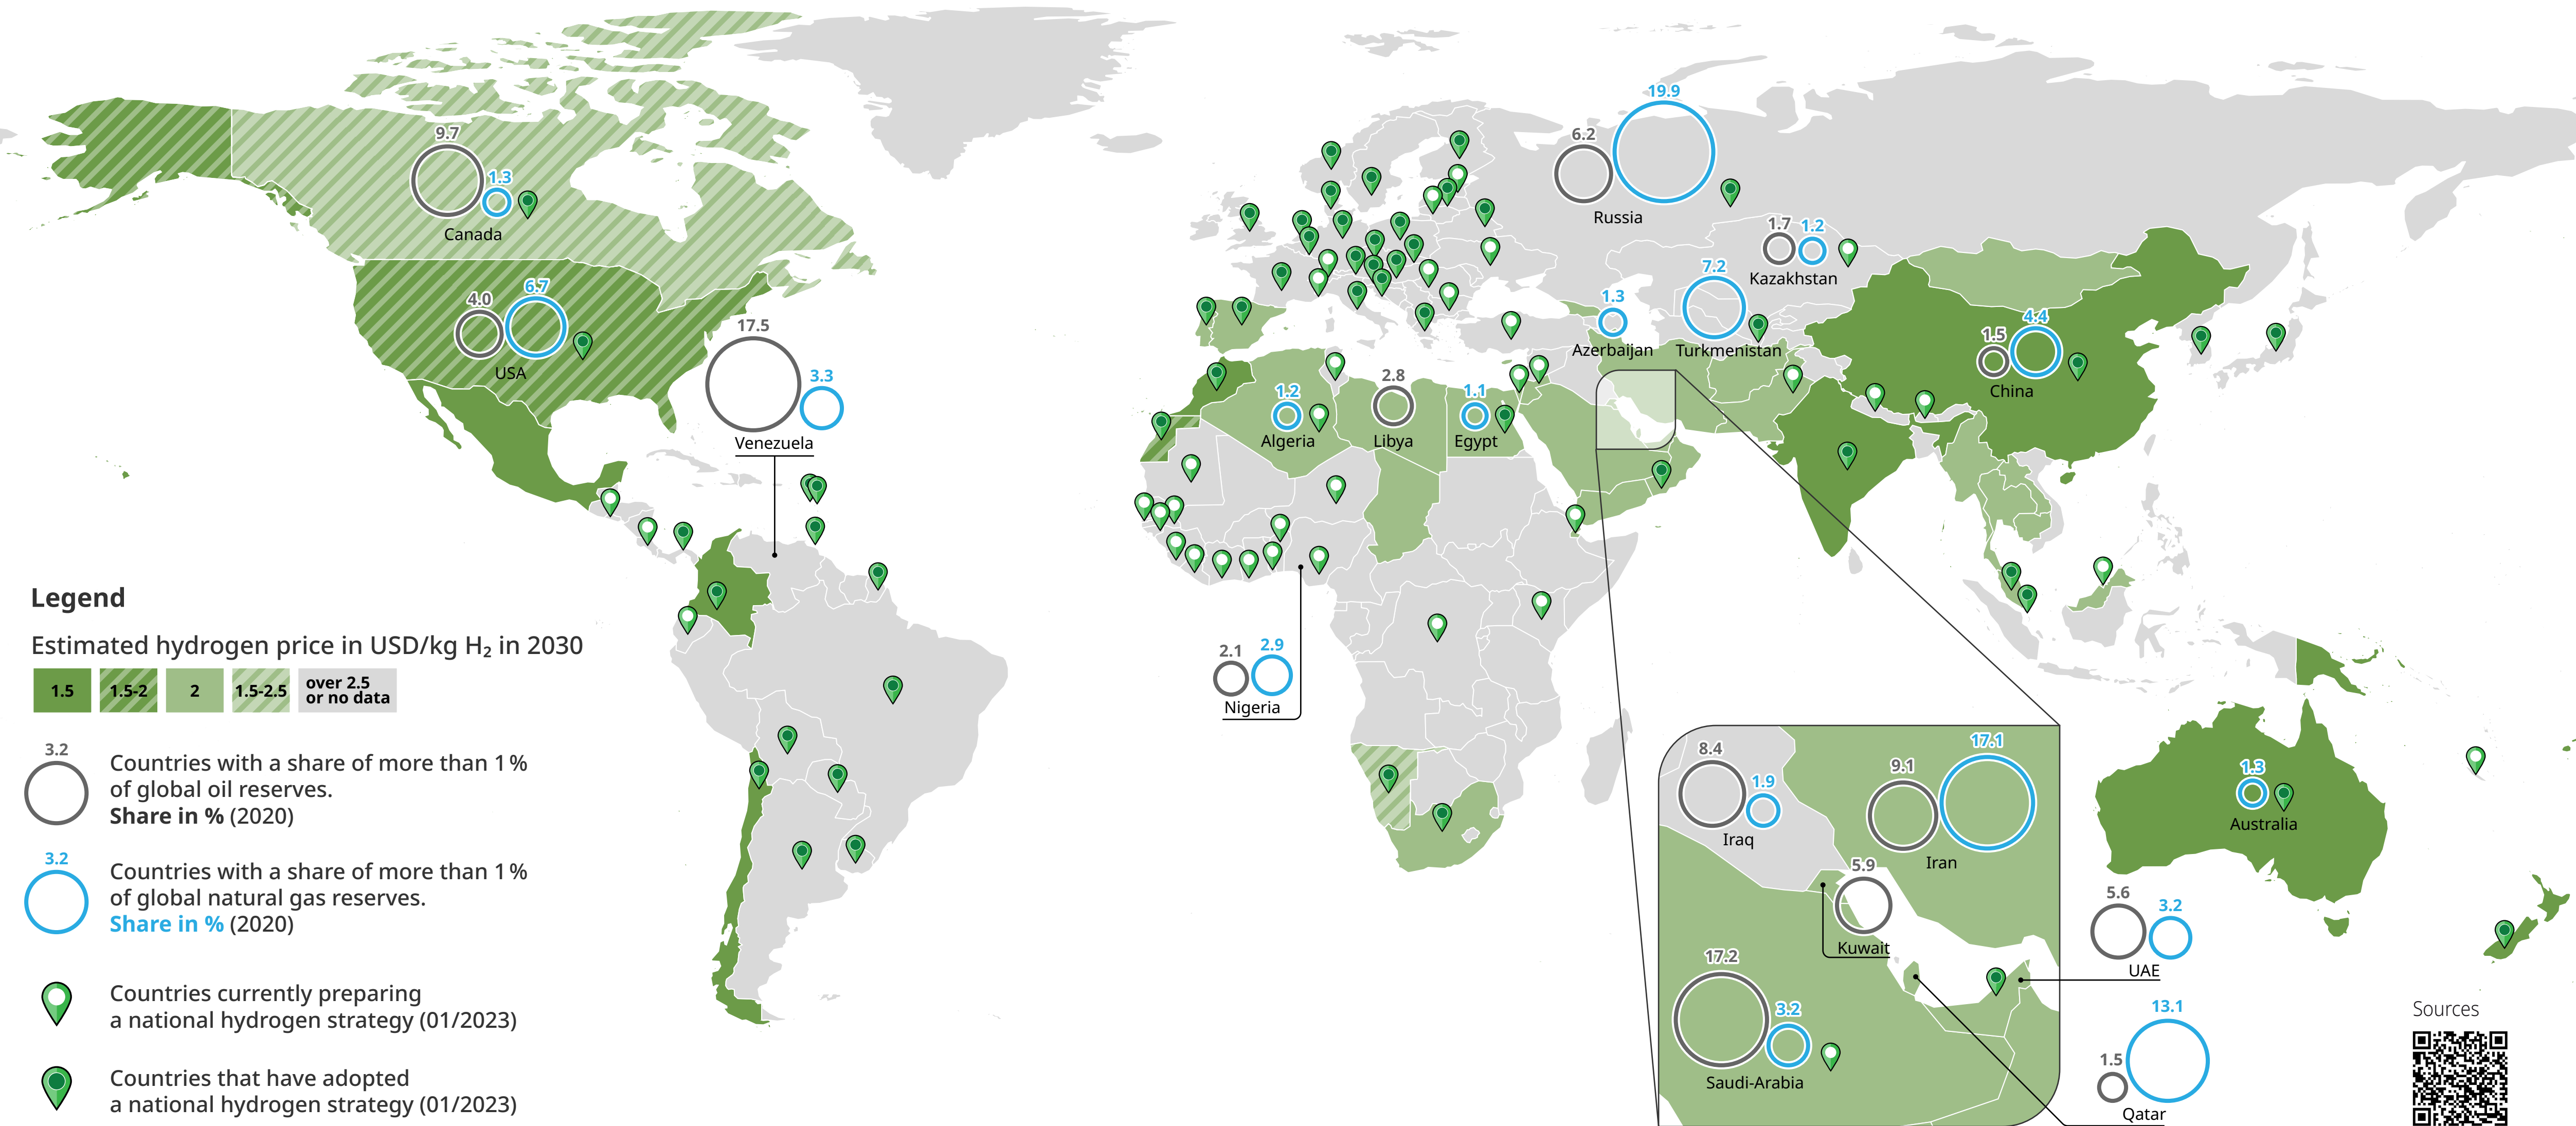 9.7
1.3
Canada
4.0
6.7
USA
17.5
3.3
Venezuela
19.9
6.2
Russia
1.7
1.2
Kazakhstan
7.2
Turkmenistan
1.3
Azerbaijan
1.5
4.4
China
1.2
Algeria
2.8
Libya
1.1
Egypt
2.1
2.9
Nigeria
8.4
1.9
Iraq
9.1
17.1
Iran
5.9
Kuwait
17.2
3.2
Saudi-Arabia
5.6
3.2
UAE
13.1
1.5
Qatar
1.3
Australia
Legend
Estimated hydrogen price in USD/kg H₂ in 2030
1.5
1.5-2
2
1.5-2.5
over 2.5
or no data
3.2
Countries with a share of more than 1 %
of global oil reserves.
Share in % (2020)
3.2
Countries with a share of more than 1 %
of global natural gas reserves.
Share in % (2020)
Countries currently preparing
a national hydrogen strategy (01/2023)
Countries that have adopted
a national hydrogen strategy (01/2023)
Sources